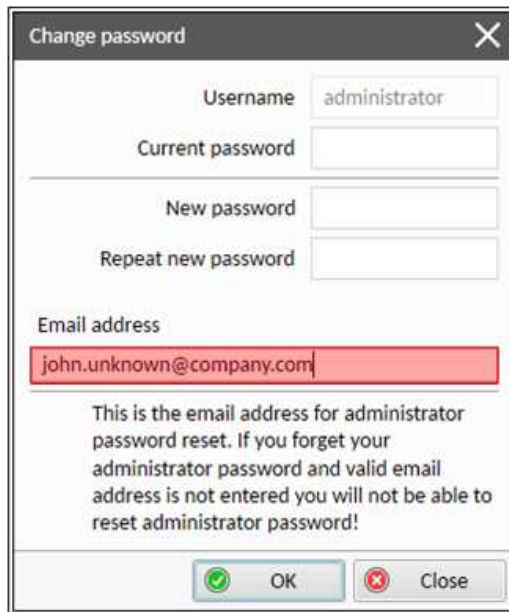 Change password
Username administrator
Current password
New password
Repeat new password
Email address
john.unknown@company.com
This is the email address for administrator
password reset. If you forget your
administrator password and valid email
address is not entered you will not be able to
reset administrator password!
OK Close